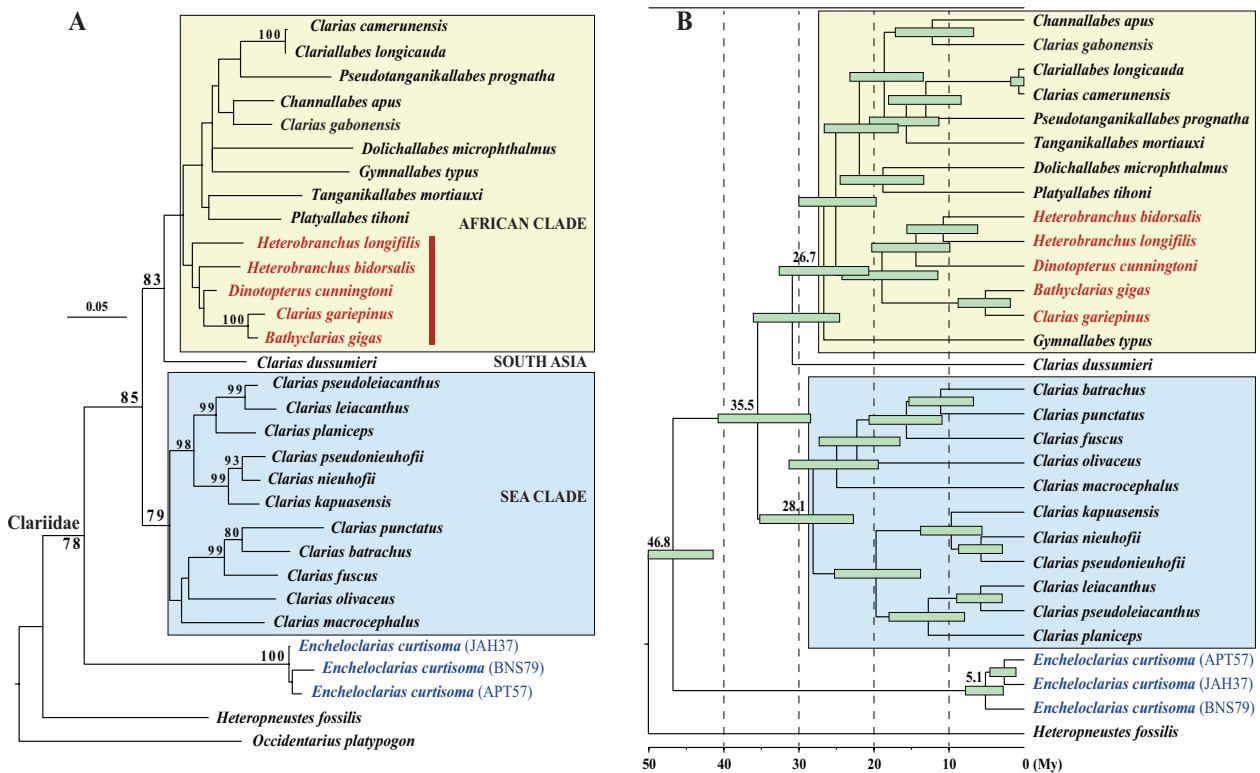 A
Clarias camerunensis
100
Clariallabes longicauda
Pseudotanganikallabes prognatha
Channallabes apus
Clarias gabonensis
Dolichallabes microphthalmus
Gymnallabes typus
Tanganikallabes mortiauxi
Platyallabes tihoni
AFRICAN CLADE
Heterobranchus longifilis
83
Heterobranchus bidorsalis
Dinotopterus cunningtoni
0.05
Clarias gariepinus
100
Bathyclarias gigas
Clarias dussumieri
SOUTH ASIA
Clarias pseudoleiacanthus
99
85
99
Clarias leiacanthus
Clarias planiceps
98
Clarias pseudonieuhofii
93
99
Clarias nieuhofii
SEA CLADE
Clarias kapuasensis
79
Clariidae
78
Clarias punctatus
80
99
Clarias batrachus
Clarias fuscus
Clarias olivaceus
Clarias macrocephalus
Encheloclarias curtisoma (JAH37)
100
Encheloclarias curtisoma (BNS79)
Encheloclarias curtisoma (APT57)
Heteropneustes fossilis
Occidentarius platypogon
B
Channallabes apus
Clarias gabonensis
Clariallabes longicauda
Clarias camerunensis
Pseudotanganikallabes prognatha
Tanganikallabes mortiauxi
Dolichallabes microphthalmus
Platyallabes tihoni
Heterobranchus bidorsalis
Heterobranchus longifilis
26.7
Dinotopterus cunningtoni
Bathyclarias gigas
Clarias gariepinus
Gymnallabes typus
Clarias dussumieri
Clarias batrachus
35.5
Clarias punctatus
Clarias fuscus
Clarias olivaceus
Clarias macrocephalus
28.1
Clarias kapuasensis
Clarias nieuhofii
46.8
Clarias pseudonieuhofii
Clarias leiacanthus
Clarias pseudoleiacanthus
Clarias planiceps
Encheloclarias curtisoma (APT57)
5.1
Encheloclarias curtisoma (JAH37)
Encheloclarias curtisoma (BNS79)
Heteropneustes fossilis
50 40 30 20 10 0 (My)